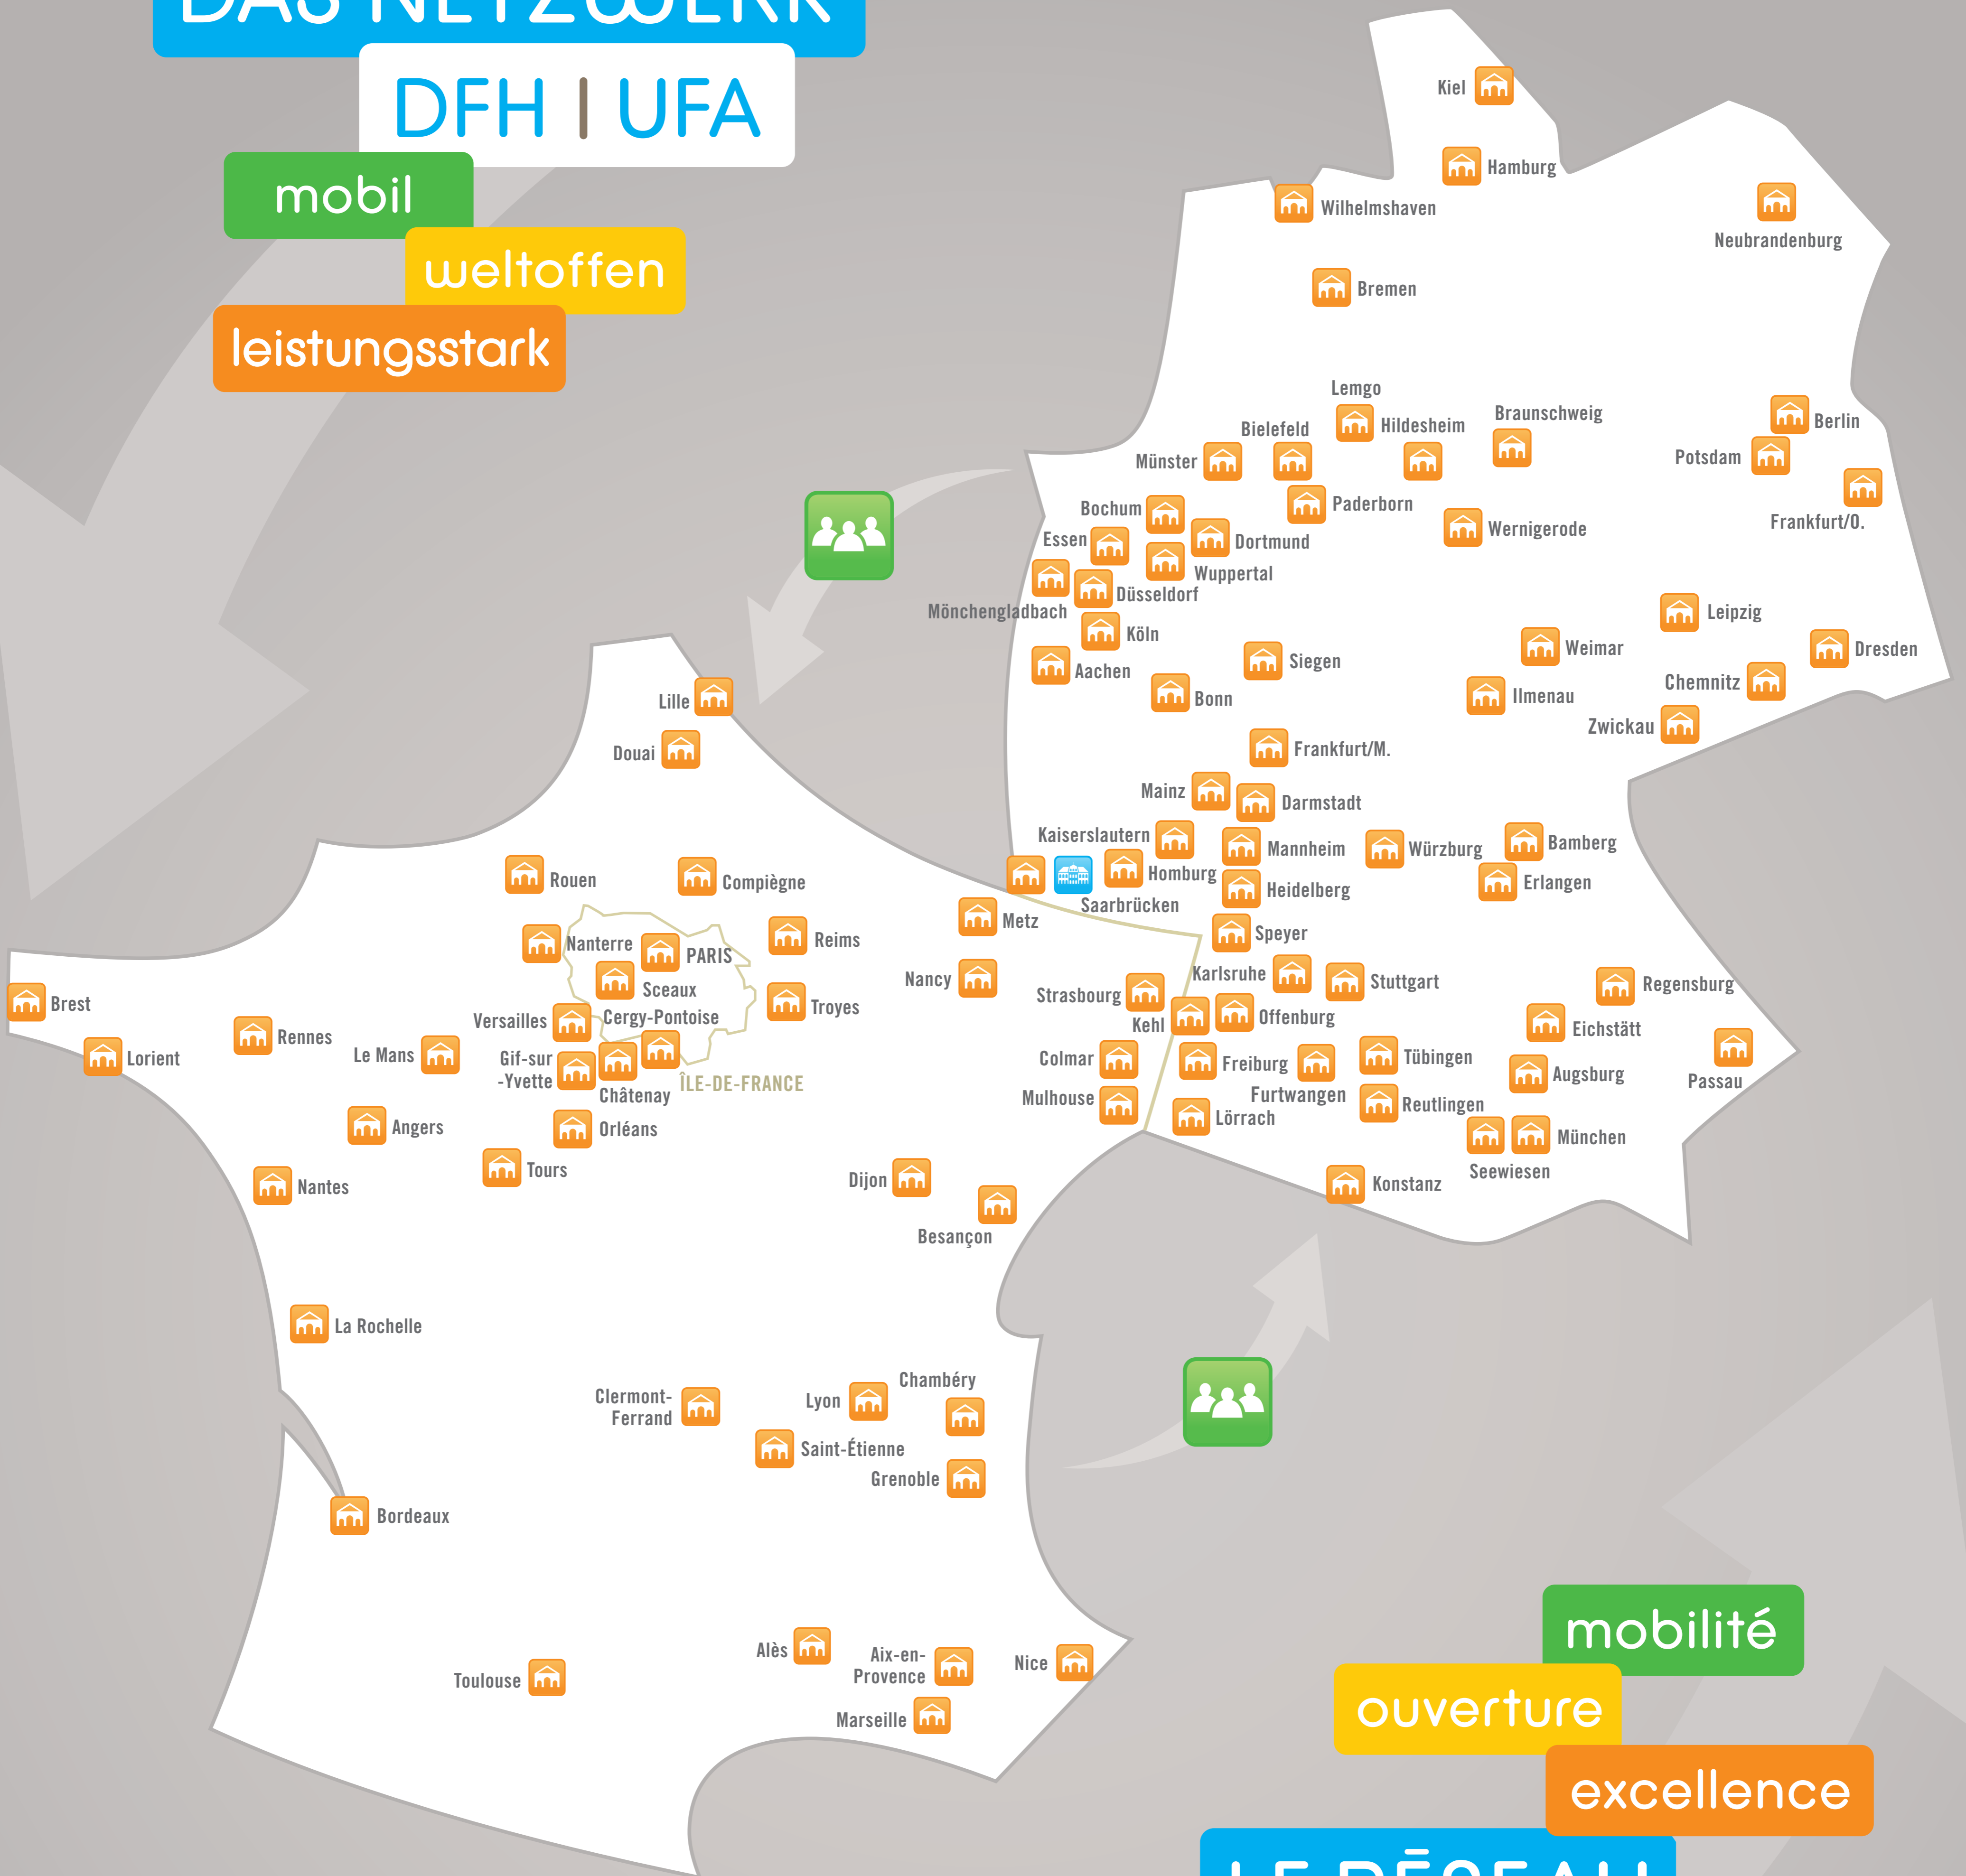 DAS NETZWERK
DFH | UFA
mobil
weltoffen
leistungsstark
Kiel
Hamburg
Wilhelmshaven
Neubrandenburg
Bremen
Lemgo
Braunschweig
Hildesheim
Bielefeld
Berlin
Münster
Potsdam
Paderborn
Bochum
Frankfurt/O.
Wernigerode
Essen
Dortmund
Wuppertal
Düsseldorf
Mönchengladbach
Leipzig
Köln
Weimar
Dresden
Siegen
Aachen
Chemnitz
Ilmenau
Bonn
Zwickau
Lille
Douai
Frankfurt/M.
Mainz
Darmstadt
Kaiserslautern
Mannheim
Würzburg
Bamberg
Homburg
Heidelberg
Erlangen
Saarbrücken
Rouen
Compiègne
Metz
Speyer
Nanterre
PARIS
Reims
Nancy
Karlsruhe
Stuttgart
Regensburg
Sceaux
Strasbourg
Brest
Troyes
Versailles
Cergy-Pontoise
Kehl
Offenburg
Eichstätt
Rennes
Le Mans
Lorient
Gif-sur
-Yvette
Colmar
Freiburg
Tübingen
Augsburg
Passau
ÎLE-DE-FRANCE
Châtenay
Mulhouse
Furtwangen
Reutlingen
Lörrach
Angers
Orléans
München
Seewiesen
Tours
Nantes
Dijon
Konstanz
Besançon
La Rochelle
Chambéry
Clermont-
Ferrand
Lyon
Saint-Étienne
Grenoble
Bordeaux
Alès
Aix-en-
Provence
Nice
Toulouse
Marseille
mobilité
ouverture
excellence
LE RÉSEAU